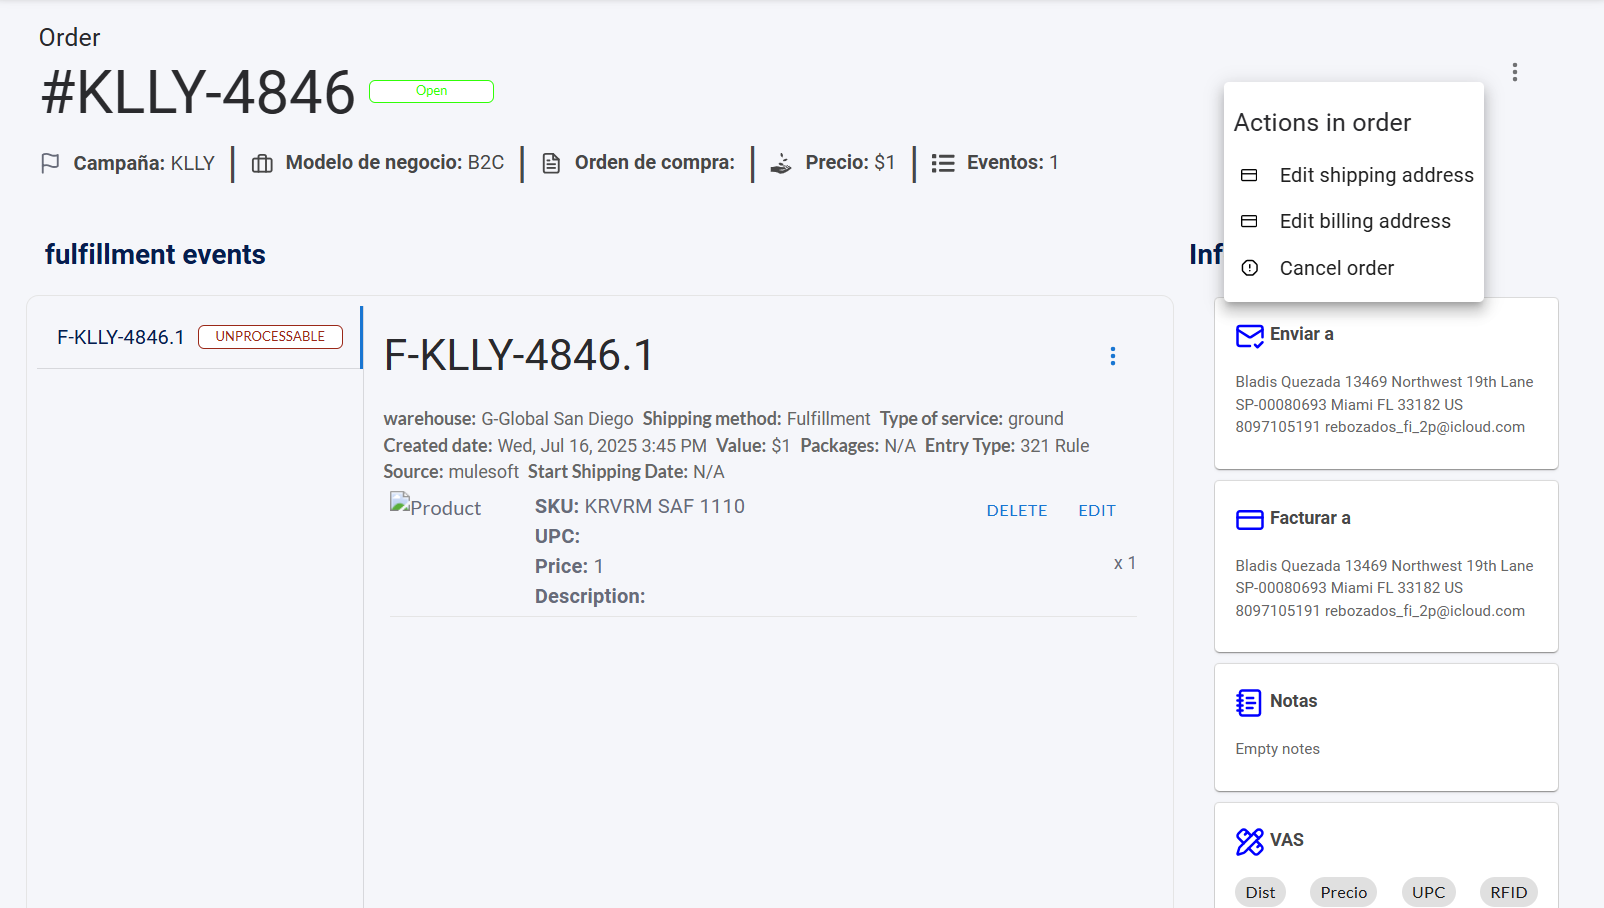 Order
#KLLY-4846 Open
Campaña: KLLY Modelo de negocio: B2C Orden de compra: Precio: $1 Eventos: 1
Actions in order
Edit shipping address
Edit billing address
Cancel order
fulfillment events
F-KLLY-4846.1 UNPROCESSABLE
F-KLLY-4846.1
warehouse: G-Global San Diego Shipping method: Fulfillment Type of service: ground
Created date: Wed, Jul 16, 2025 3:45 PM Value: $1 Packages: N/A Entry Type: 321 Rule
Source: mulesoft Start Shipping Date: N/A
Product
SKU: KRVRM SAF 1110
UPC:
Price: 1
Description:
DELETE EDIT
x 1
Inf
Enviar a
Bladis Quezada 13469 Northwest 19th Lane
SP-00080693 Miami FL 33182 US
8097105191 rebozados_fi_2p@icloud.com
Facturar a
Bladis Quezada 13469 Northwest 19th Lane
SP-00080693 Miami FL 33182 US
8097105191 rebozados_fi_2p@icloud.com
Notas
Empty notes
VAS
Dist Precio UPC RFID